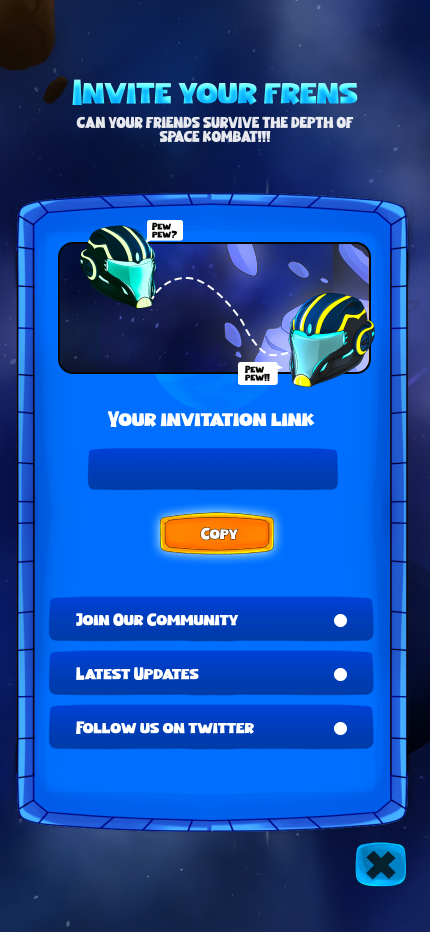 Invite your frens
Can your friends survive the depth of
Space Kombat!!!
Pew
Pew?
Pew
Pew!!
Your invitation link
Copy
Join Our Community
Latest Updates
Follow us on twitter